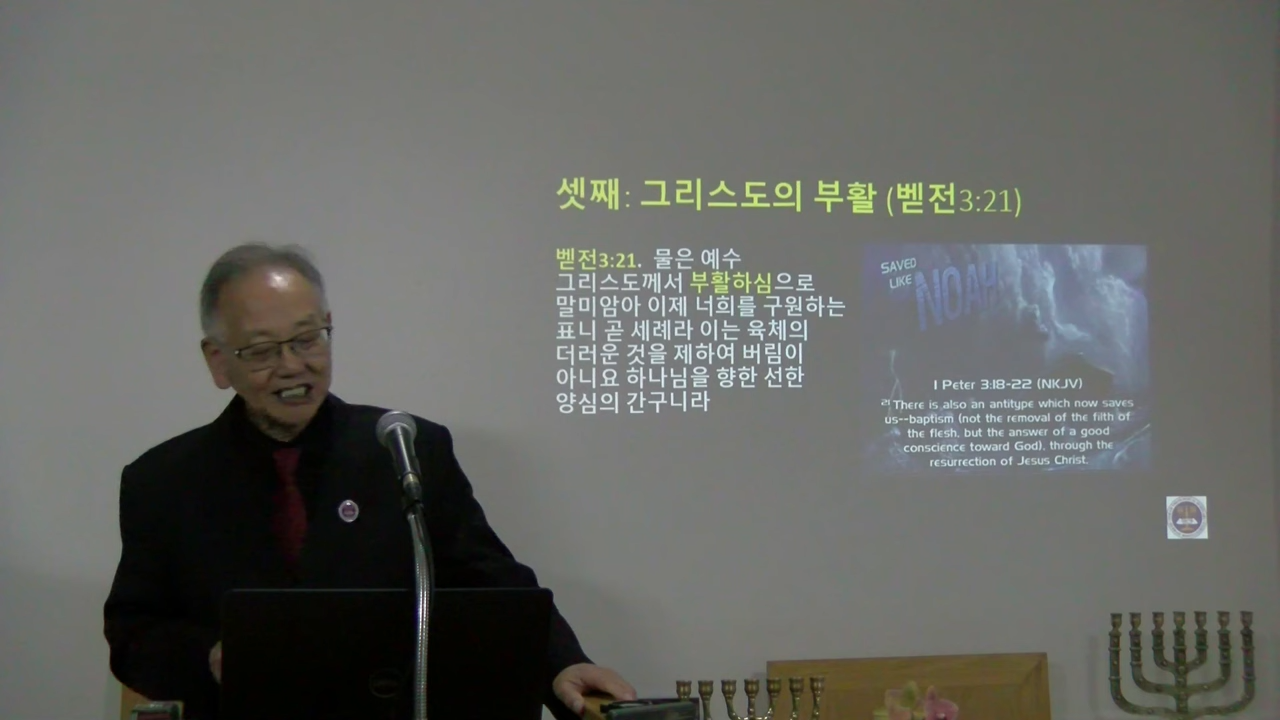 셋째: 그리스도의 부활 (벧전3:21)
벧전3:21. 물은 예수
그리스도께서 부활하심으로
말미암아 이제 너희를 구원하는
표니 곧 세례라 이는 육체의
더러운 것을 제하여 버림이
아니요 하나님을 향한 선한
양심의 간구니라
SAVED
LIKE
NOAH
I Peter 3:18-22 (NKJV)
21 There is also an antitype which now saves
us--baptism (not the removal of the filth of
the flesh, but the answer of a good
conscience toward God), through the
resurrection of Jesus Christ.